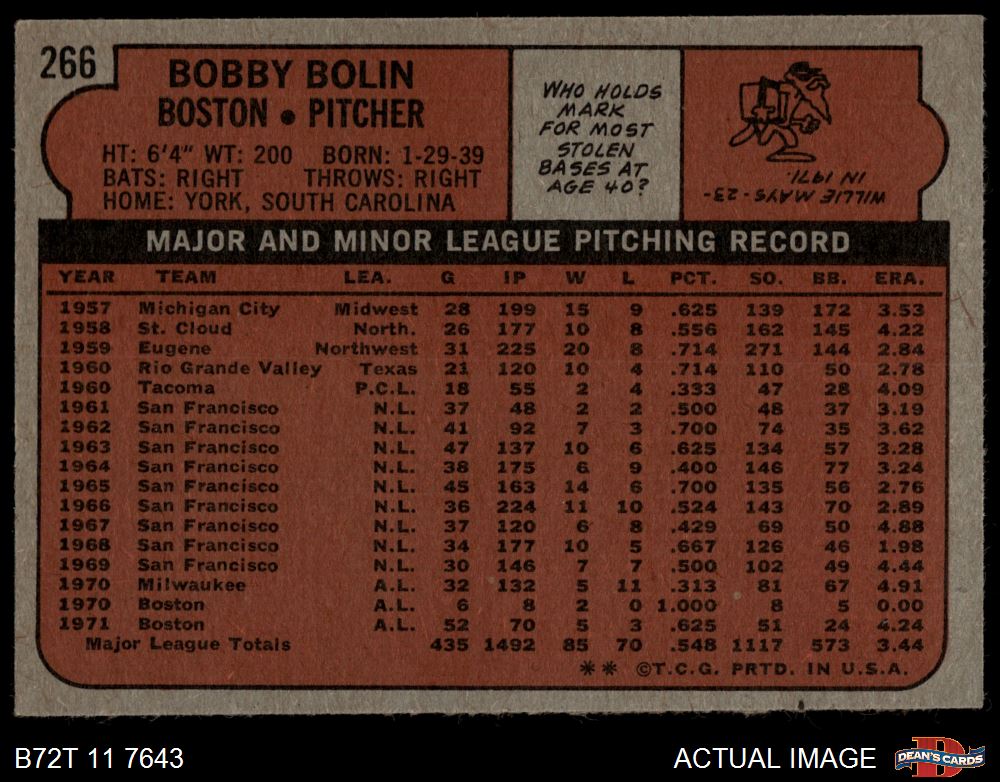 266
BOBBY BOLIN
BOSTON • PITCHER
HT: 6'4" WT: 200 BORN: 1-29-39
BATS: RIGHT THROWS: RIGHT
HOME: YORK, SOUTH CAROLINA
WHO HOLDS
MARK
FOR MOST
STOLEN
BASES AT
AGE 40?
WILLIE MAYS - 23 -
IN 1971.
MAJOR AND MINOR LEAGUE PITCHING RECORD
YEAR TEAM LEA. G IP W L PCT. SO. BB. ERA.
1957 Michigan City Midwest 28 199 15 9 .625 139 172 3.53
1958 St. Cloud North. 26 177 10 8 .556 162 145 4.22
1959 Eugene Northwest 31 225 20 8 .714 271 144 2.84
1960 Rio Grande Valley Texas 21 120 10 4 .714 110 50 2.78
1960 Tacoma P.C.L. 18 55 2 4 .333 47 28 4.09
1961 San Francisco N.L. 37 48 2 2 .500 48 37 3.19
1962 San Francisco N.L. 41 92 7 3 .700 74 35 3.62
1963 San Francisco N.L. 47 137 10 6 .625 134 57 3.28
1964 San Francisco N.L. 38 175 6 9 .400 146 77 3.24
1965 San Francisco N.L. 45 163 14 6 .700 135 56 2.76
1966 San Francisco N.L. 36 224 11 10 .524 143 70 2.89
1967 San Francisco N.L. 37 120 6 8 .429 69 50 4.88
1968 San Francisco N.L. 34 177 10 5 .667 126 46 1.98
1969 San Francisco N.L. 30 146 7 7 .500 102 49 4.44
1970 Milwaukee A.L. 32 132 5 11 .313 81 67 4.91
1970 Boston A.L. 6 8 2 0 1.000 8 5 0.00
1971 Boston A.L. 52 70 5 3 .625 51 24 4.24
Major League Totals 435 1492 85 70 .548 1117 573 3.44
** ©T.C.G. PRTD. IN U.S.A.
B72T 11 7643
ACTUAL IMAGE
D
DEAN'S CARDS